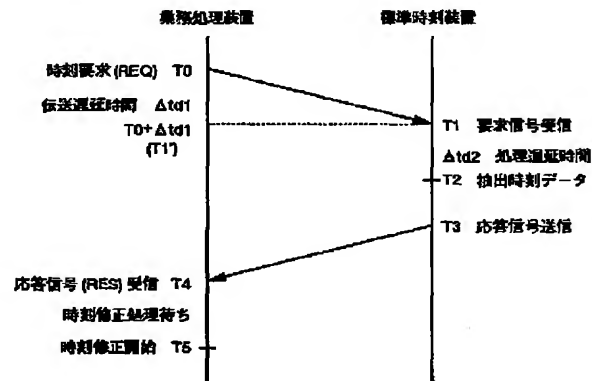 業務処理装置
標準時刻装置
時刻要求(REQ) T0
伝送遅延時間 Δtd1
T0+Δtd1
(T1')
T1 要求信号受信
Δtd2 処理遅延時間
T2 抽出時刻データ
T3 応答信号送信
応答信号(RES)受信 T4
時刻修正処理待ち
時刻修正開始 T5